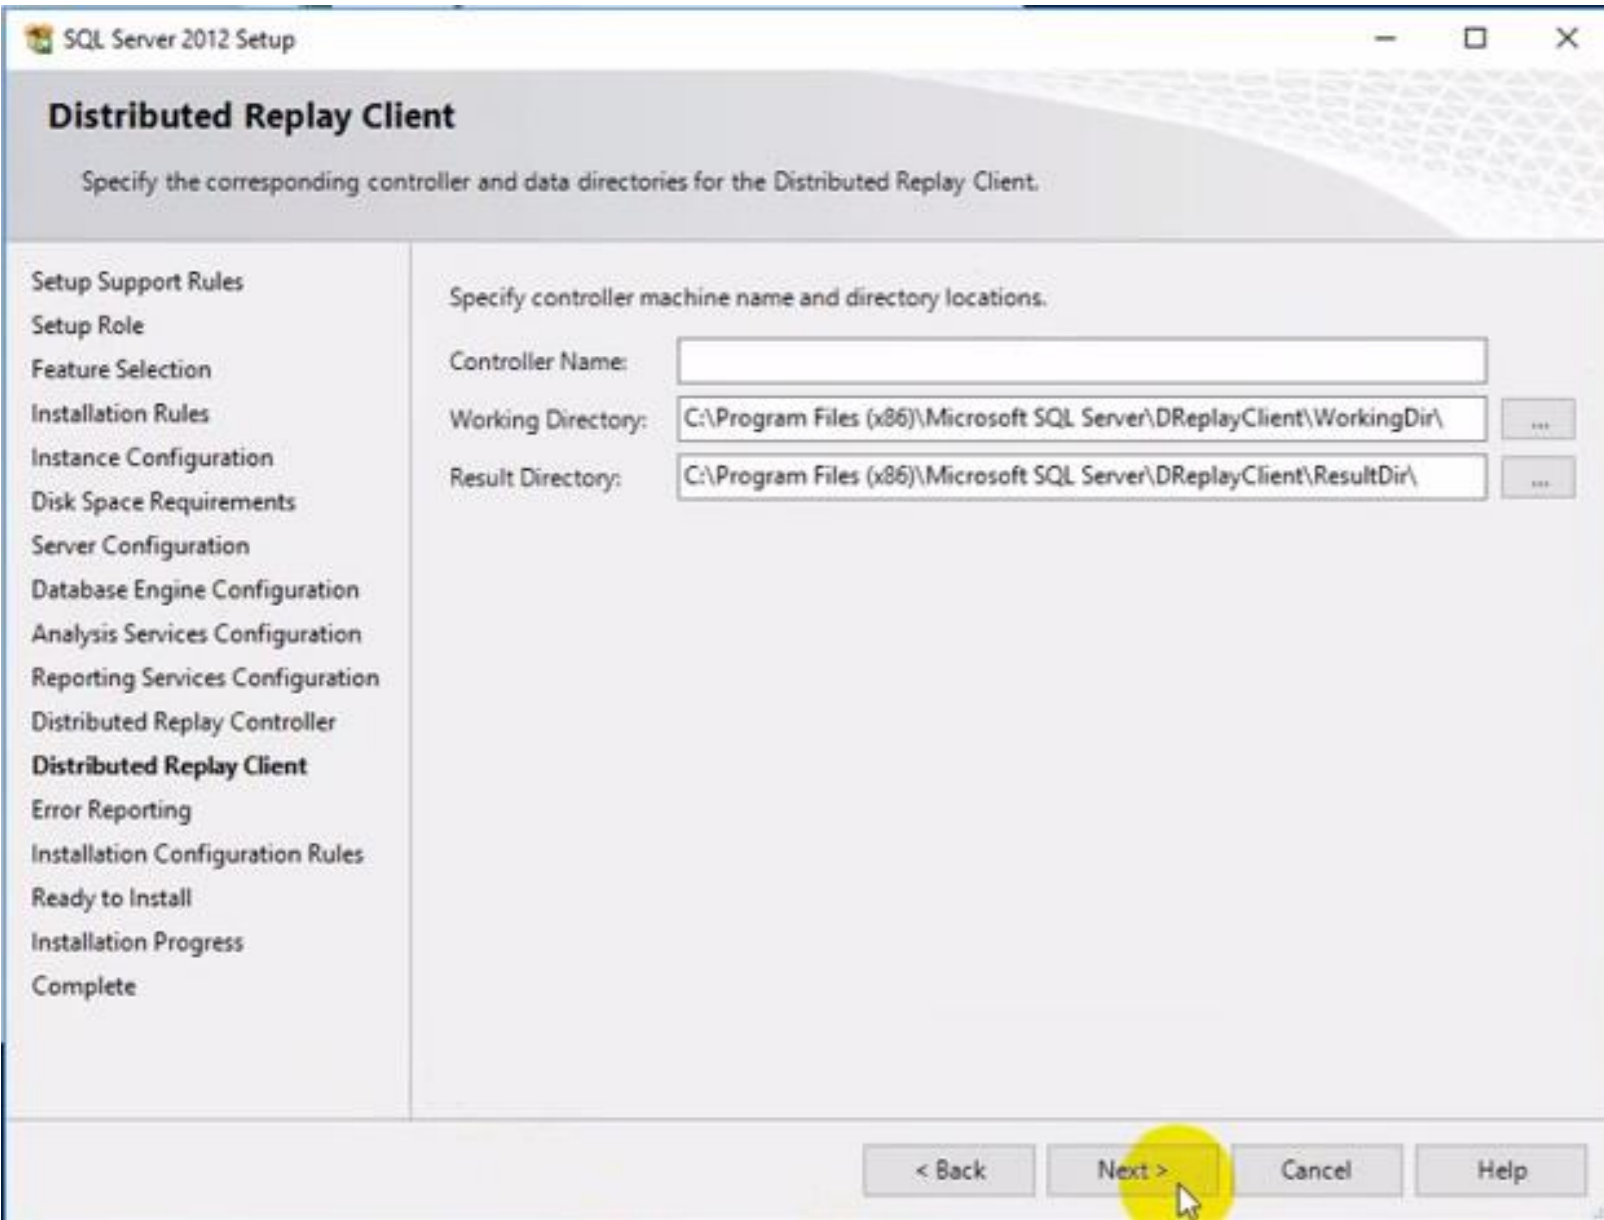 SQL Server 2012 Setup
Distributed Replay Client
Specify the corresponding controller and data directories for the Distributed Replay Client.
Setup Support Rules
Setup Role
Feature Selection
Installation Rules
Instance Configuration
Disk Space Requirements
Server Configuration
Database Engine Configuration
Analysis Services Configuration
Reporting Services Configuration
Distributed Replay Controller
Distributed Replay Client
Error Reporting
Installation Configuration Rules
Ready to Install
Installation Progress
Complete
Specify controller machine name and directory locations.
Controller Name:
Working Directory: C:\Program Files (x86)\Microsoft SQL Server\DReplayClient\WorkingDir\ ...
Result Directory: C:\Program Files (x86)\Microsoft SQL Server\DReplayClient\ResultDir\ ...
< Back Next > Cancel Help